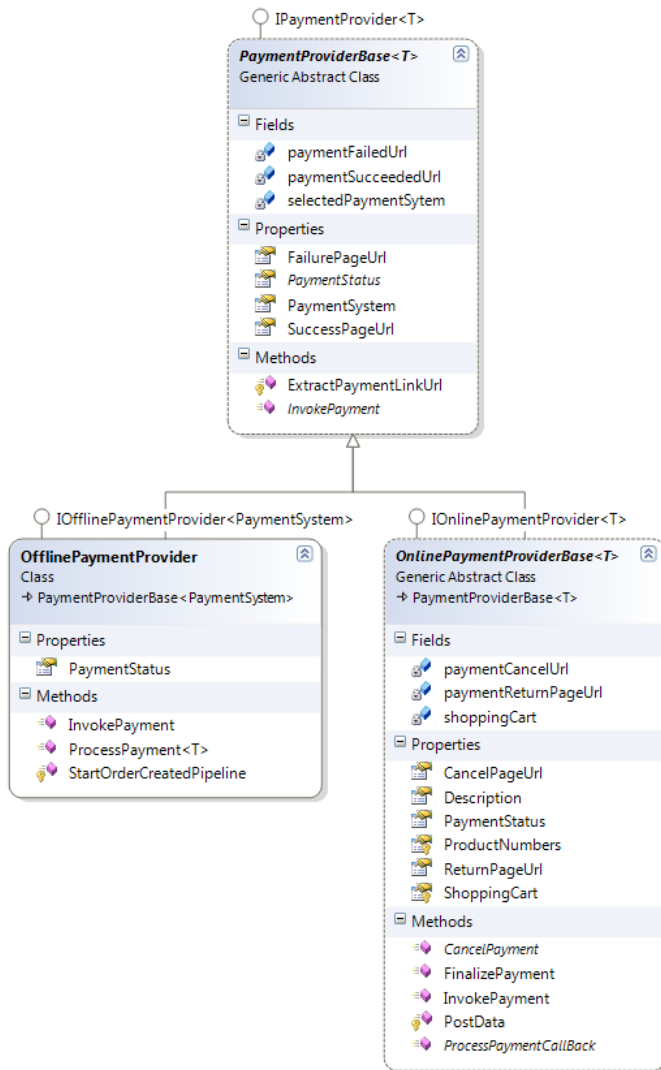 IPaymentProvider<T>
PaymentProviderBase<T>
Generic Abstract Class
Fields
paymentFailedUrl
paymentSucceededUrl
selectedPaymentSytem
Properties
FailurePageUrl
PaymentStatus
PaymentSystem
SuccessPageUrl
Methods
ExtractPaymentLinkUrl
InvokePayment
IOfflinePaymentProvider<PaymentSystem>
OfflinePaymentProvider
Class
PaymentProviderBase<PaymentSystem>
Properties
PaymentStatus
Methods
InvokePayment
ProcessPayment<T>
StartOrderCreatedPipeline
IOnlinePaymentProvider<T>
OnlinePaymentProviderBase<T>
Generic Abstract Class
PaymentProviderBase<T>
Fields
paymentCancelUrl
paymentReturnPageUrl
shoppingCart
Properties
CancelPageUrl
Description
PaymentStatus
ProductNumbers
ReturnPageUrl
ShoppingCart
Methods
CancelPayment
FinalizePayment
InvokePayment
PostData
ProcessPaymentCallBack